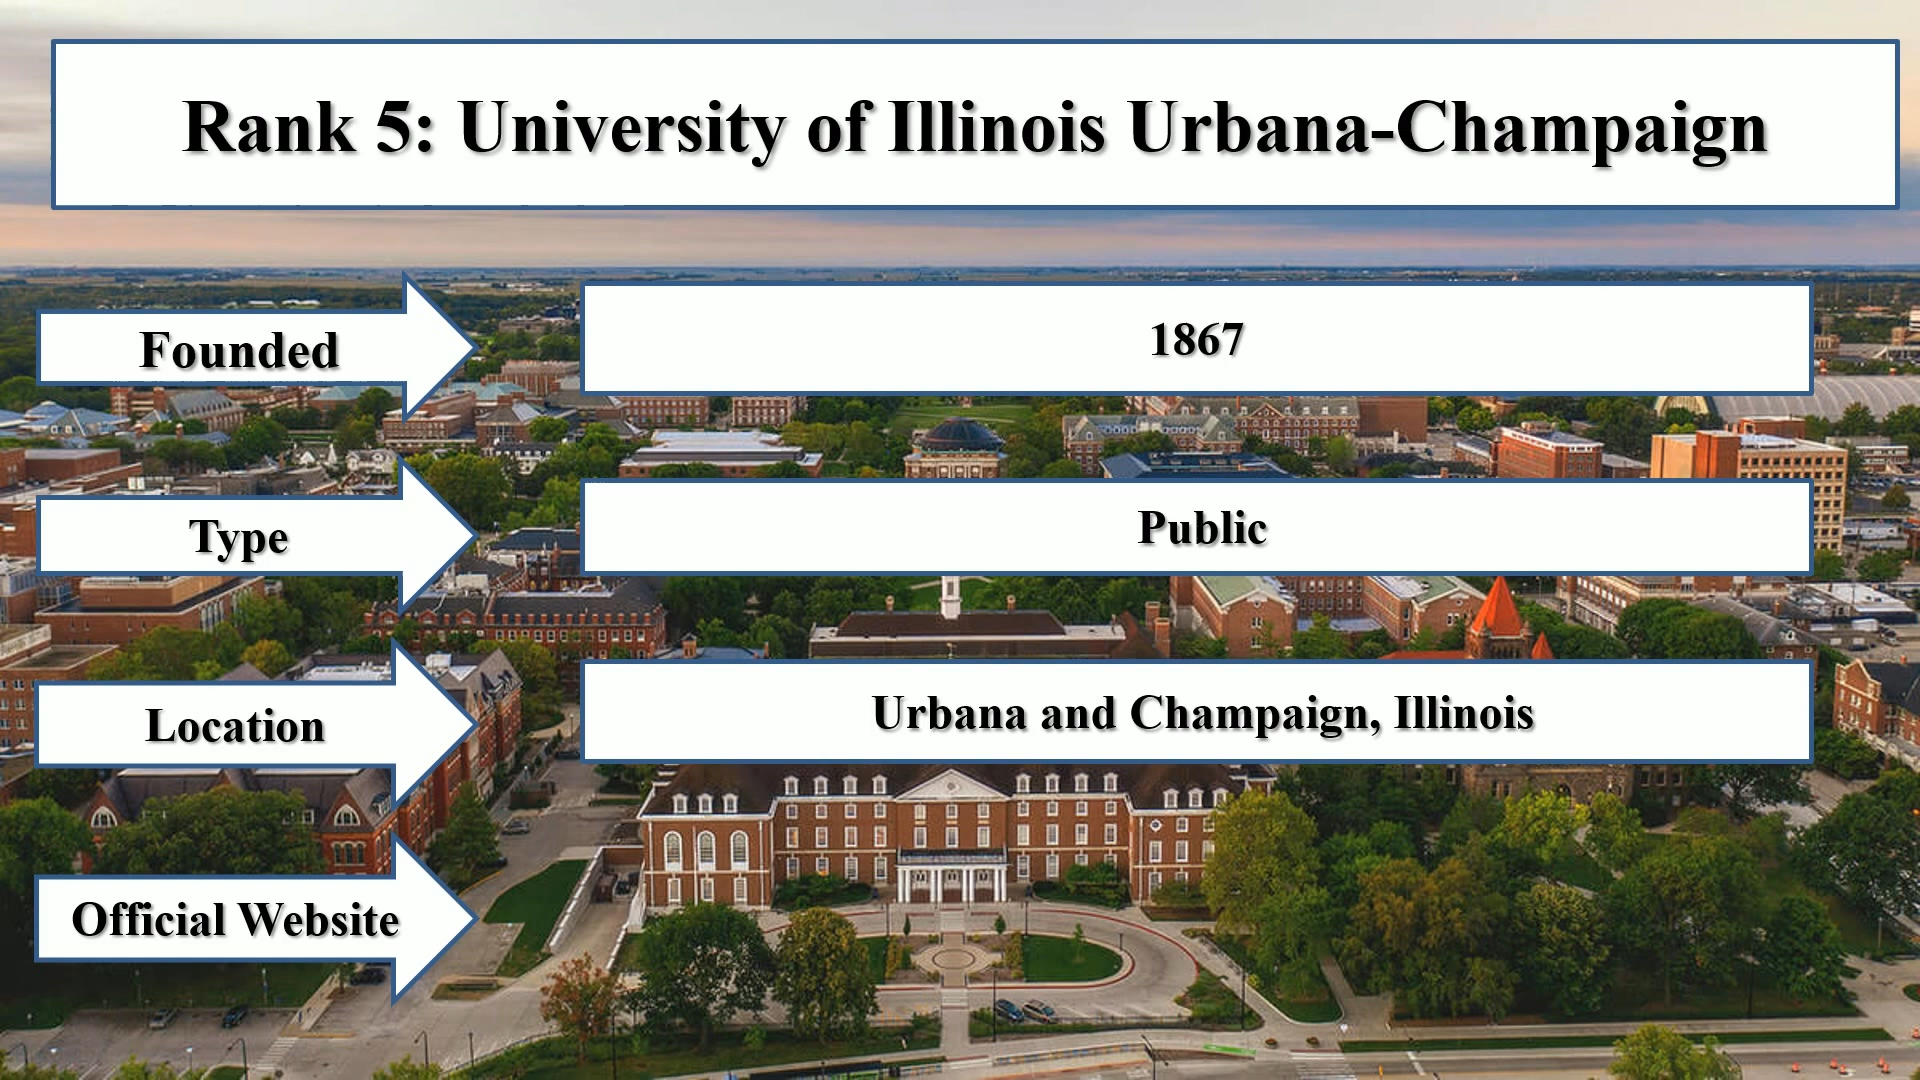 Rank 5: University of Illinois Urbana-Champaign
Founded
1867
Type
Public
Location
Urbana and Champaign, Illinois
Official Website